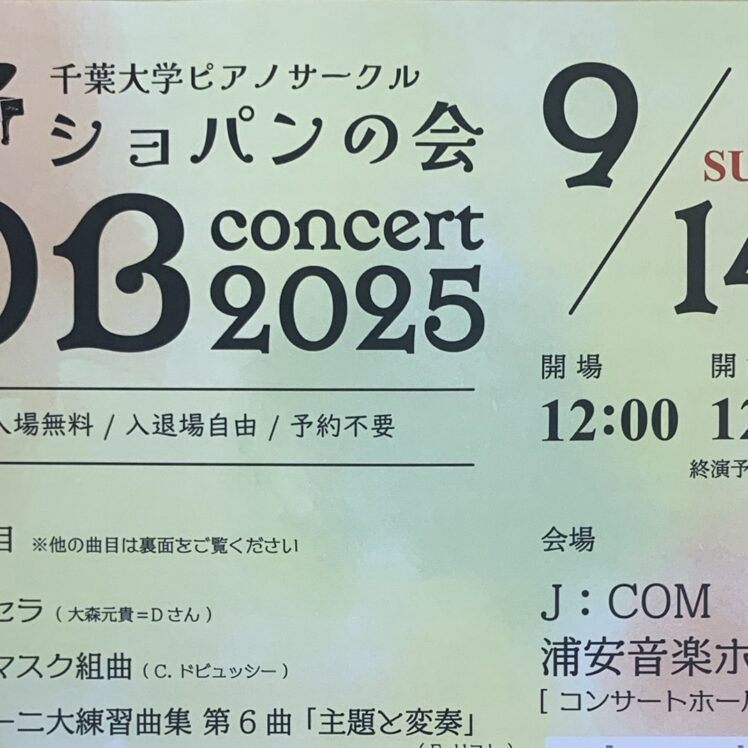 千葉大学ピアノサークル
ショパンの会
OB concert
2025
9/14
SU
開場
12:00
入場無料 / 入退場自由 / 予約不要
終演予
目 ※他の曲目は裏面をご覧ください
会場
セラ ( 大森元貴=Dさん )
J:COM
マスク組曲 ( C. ドビュッシー )
浦安音楽ホ
[ コンサートホール
一二大練習曲集 第6曲「主題と変奏」